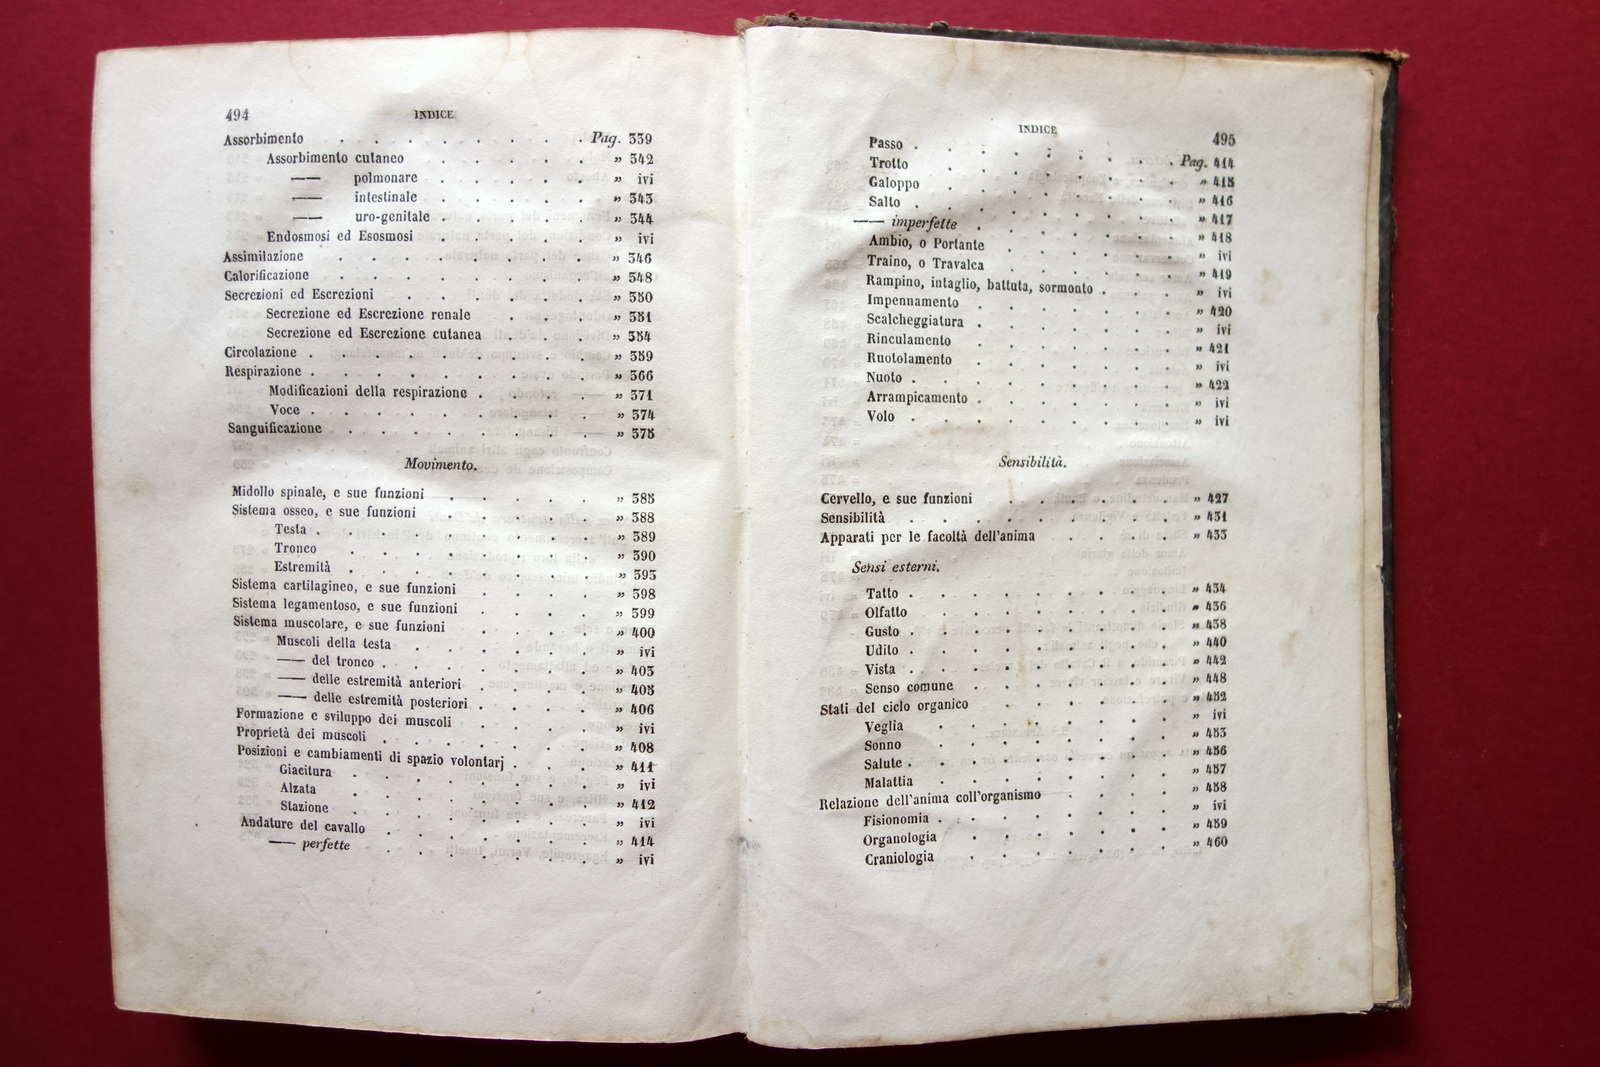 494 INDICE
Assorbimento . . . . . . . . . Pag. 339
Assorbimento cutaneo . . . . . » 342
—— polmonare . . . . . » ivi
—— intestinale . . . . . » 343
—— uro-genitale . . . . . » 344
Endosmosi ed Esosmosi . . . . . » ivi
Assimilazione . . . . . . . . » 346
Calorificazione . . . . . . . . » 348
Secrezioni ed Escrezioni . . . . . . » 350
Secrezione ed Escrezione renale . . . » 351
Secrezione ed Escrezione cutanea . . . » 354
Circolazione . . . . . . . . . » 359
Respirazione . . . . . . . . . » 366
Modificazioni della respirazione . . . . » 371
Voce . . . . . . . . . » 374
Sanguificazione . . . . . . . . » 375
Movimento.
Midollo spinale, e sue funzioni . . . . . » 385
Sistema osseo, e sue funzioni . . . . . » 388
Testa . . . . . . . . . » 389
Tronco . . . . . . . . » 390
Estremità . . . . . . . . » 393
Sistema cartilagineo, e sue funzioni . . . . » 398
Sistema legamentoso, e sue funzioni . . . . » 399
Sistema muscolare, e sue funzioni . . . . » 400
Muscoli della testa . . . . . . » ivi
—— del tronco . . . . . . . » 403
—— delle estremità anteriori . . . . » 405
—— delle estremità posteriori . . . . » 406
Formazione e sviluppo dei muscoli . . . . » ivi
Proprietà dei muscoli . . . . . . . » 408
Posizioni e cambiamenti di spazio volontarj . . . » 411
Giacitura . . . . . . . . » ivi
Alzata . . . . . . . . » 412
Stazione . . . . . . . . » ivi
Andature del cavallo . . . . . . . » 414
—— perfette . . . . . . . » ivi
INDICE 495
Passo . . . . . . . . Pag. 414
Trotto . . . . . . . . » 415
Galoppo . . . . . . . . » 416
Salto . . . . . . . . . » 417
—— imperfette . . . . . . . » 418
Ambio, o Portante . . . . . . » ivi
Traino, o Travalca . . . . . . » 419
Rampino, intaglio, battuta, sormonto . . . » ivi
Impennamento . . . . . . . » 420
Scalcheggiatura . . . . . . . » ivi
Rinculamento . . . . . . . » 421
Ruotolamento . . . . . . . » ivi
Nuoto . . . . . . . . . » 422
Arrampicamento . . . . . . . » ivi
Volo . . . . . . . . . » ivi
Sensibilità.
Cervello, e sue funzioni . . . . . . » 427
Sensibilità . . . . . . . . . » 431
Apparati per le facoltà dell'anima . . . . » 433
Sensi esterni.
Tatto . . . . . . . . . » 434
Olfatto . . . . . . . . » 436
Gusto . . . . . . . . . » 438
Udito . . . . . . . . . » 440
Vista . . . . . . . . . » 442
Senso comune . . . . . . . » 448
Stati del ciclo organico . . . . . . » 452
Veglia . . . . . . . . » ivi
Sonno . . . . . . . . » 453
Salute . . . . . . . . . » 456
Malattia . . . . . . . . » 457
Relazione dell'anima coll'organismo . . . . » 458
Fisionomia . . . . . . . . » ivi
Organologia . . . . . . . » 459
Craniologia . . . . . . . » 460